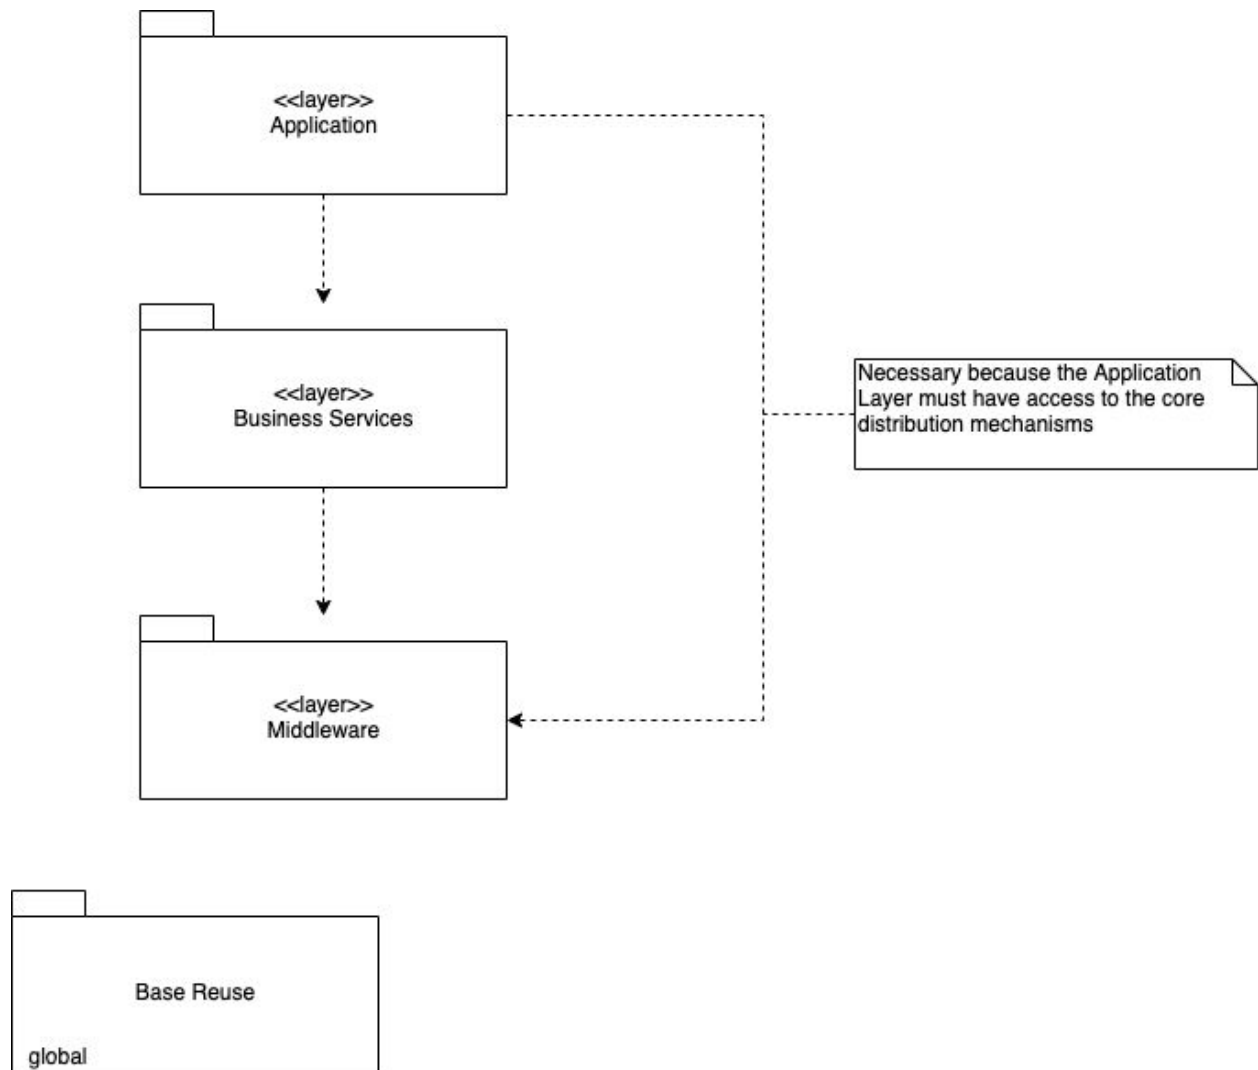 <<layer>>
Application
<<layer>>
Business Services
Necessary because the Application
Layer must have access to the core
distribution mechanisms
<<layer>>
Middleware
Base Reuse
global